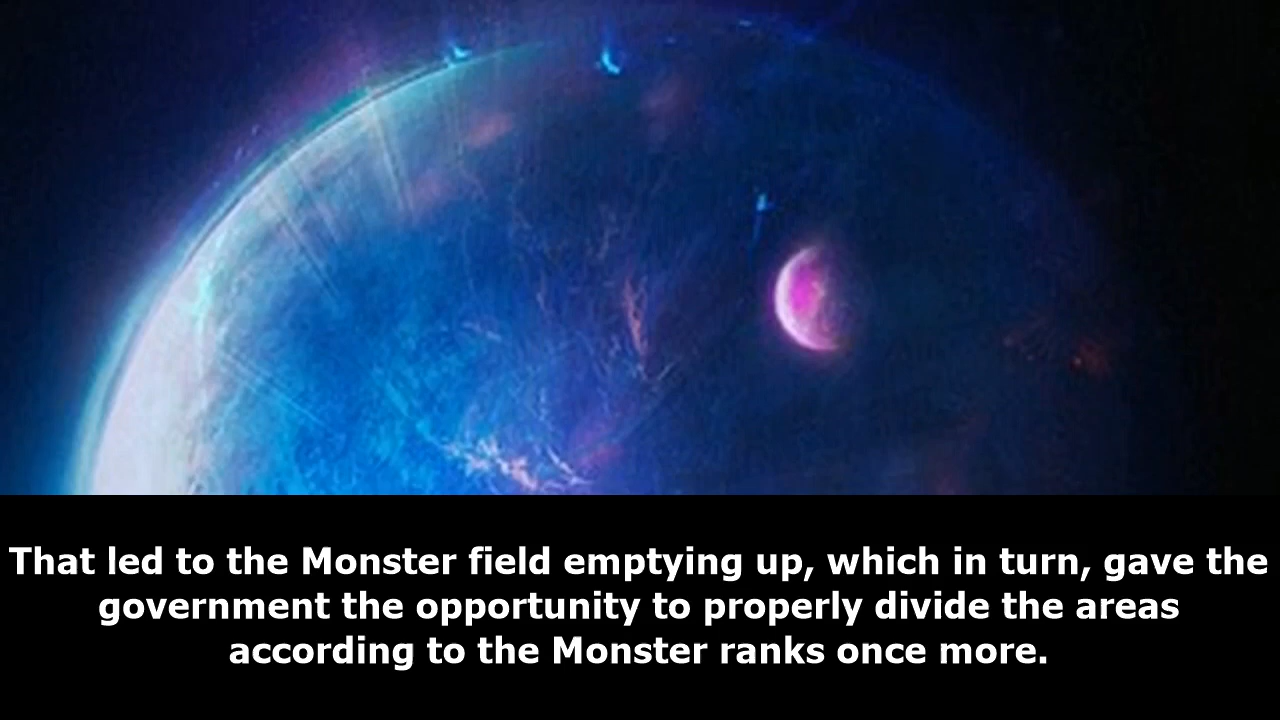 That led to the Monster field emptying up, which in turn, gave the
government the opportunity to properly divide the areas
according to the Monster ranks once more.